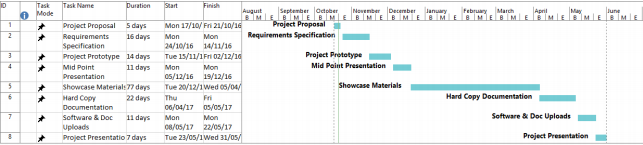 ID Task Mode Task Name Duration Start Finish August September October November December January February March April May June
B M E B M E B M E B M E B M E B M E B M E B M E B M E B M E B M
1 Project Proposal 5 days Mon 17/10/ Fri 21/10/16 Project Proposal
2 Requirements Specification 16 days Mon 24/10/16 Mon 14/11/16 Requirements Specification
3 Project Prototype 14 days Tue 15/11/1 Fri 02/12/16 Project Prototype
4 Mid Point Presentation 11 days Mon 05/12/16 Mon 19/12/16 Mid Point Presentation
5 Showcase Materials 77 days Tue 20/12/1 Wed 05/04/ Showcase Materials
6 Hard Copy Documentation 22 days Thu 06/04/17 Fri 05/05/17 Hard Copy Documentation
7 Software & Doc Uploads 11 days Mon 08/05/17 Mon 22/05/17 Software & Doc Uploads
8 Project Presentatio 7 days Tue 23/05/1 Wed 31/05/ Project Presentation